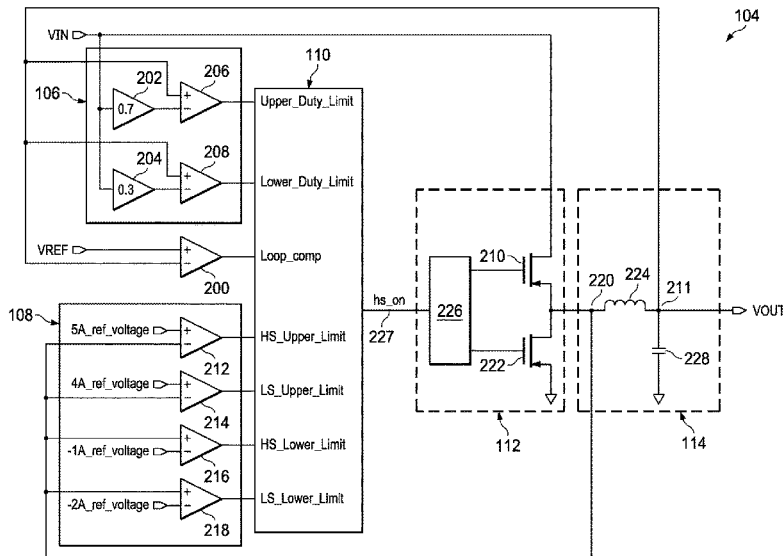 104
VIN
110
202
206
106
0.7
Upper_Duty_Limit
204
208
0.3
Lower_Duty_Limit
VREF
Loop_comp
200
210
220
224
211
hs_on
226
227
VOUT
108
5A_ref_voltage
HS_Upper_Limit
212
222
228
4A_ref_voltage
LS_Upper_Limit
214
112
114
-1A_ref_voltage
HS_Lower_Limit
216
-2A_ref_voltage
LS_Lower_Limit
218